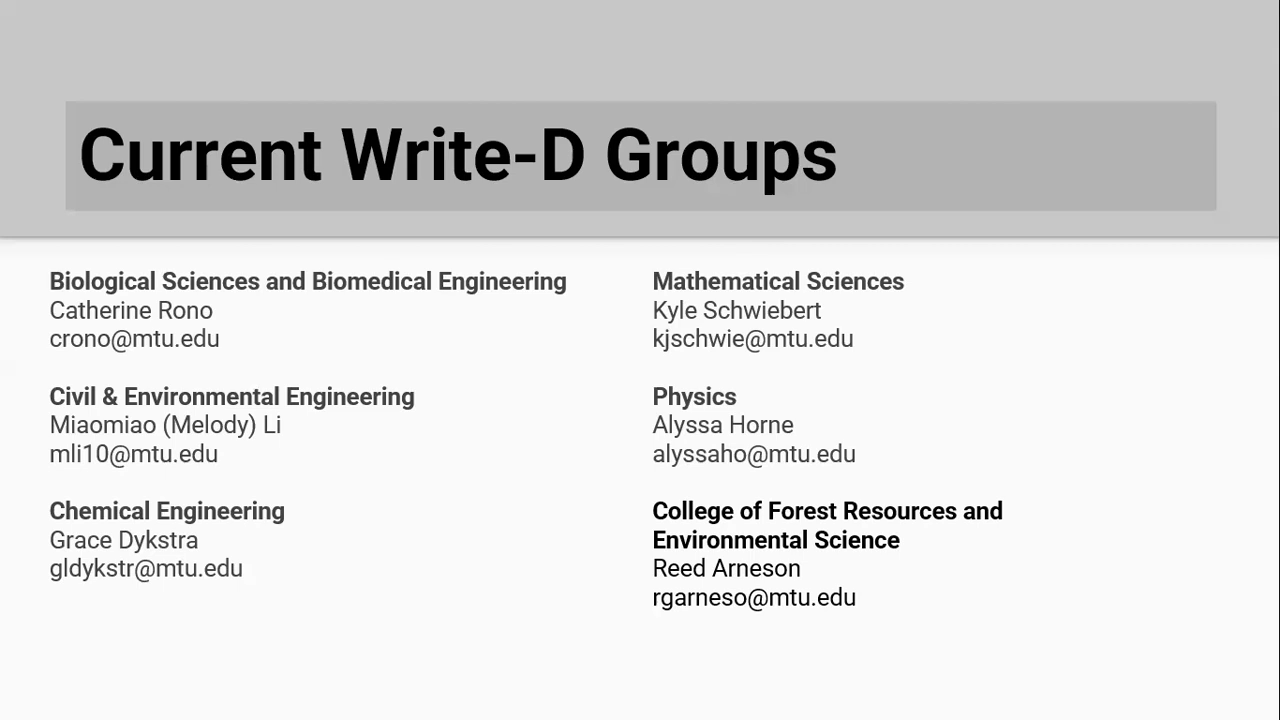 Current Write-D Groups
Biological Sciences and Biomedical Engineering
Catherine Rono
crono@mtu.edu
Civil & Environmental Engineering
Miaomiao (Melody) Li
mli10@mtu.edu
Chemical Engineering
Grace Dykstra
gldykstr@mtu.edu
Mathematical Sciences
Kyle Schwiebert
kjschwie@mtu.edu
Physics
Alyssa Horne
alyssaho@mtu.edu
College of Forest Resources and
Environmental Science
Reed Arneson
rgarneso@mtu.edu